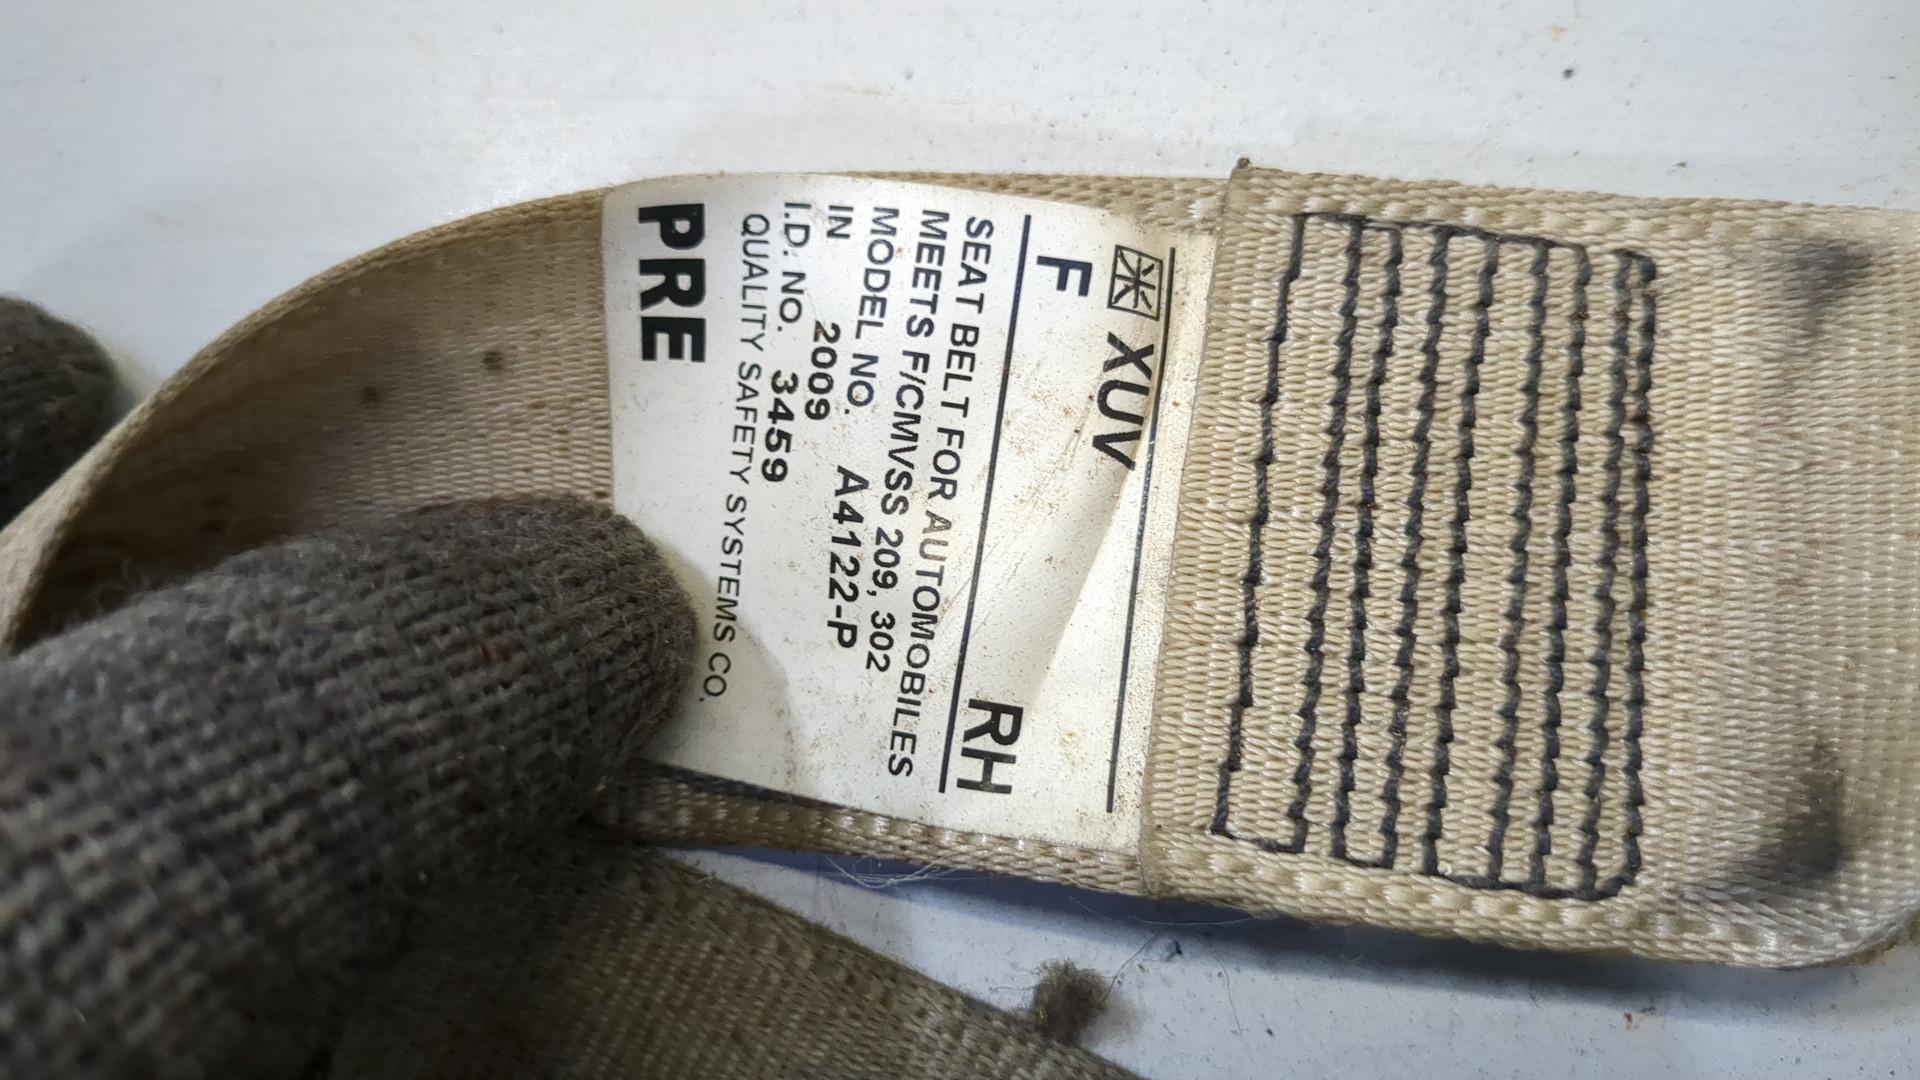 米 XUV
F RH
SEAT BELT FOR AUTOMOBILES
MEETS F/CMVSS 209, 302
MODEL NO. A4122-P
IN 2009
I.D. NO. 3459
QUALITY SAFETY SYSTEMS CO.
PRE